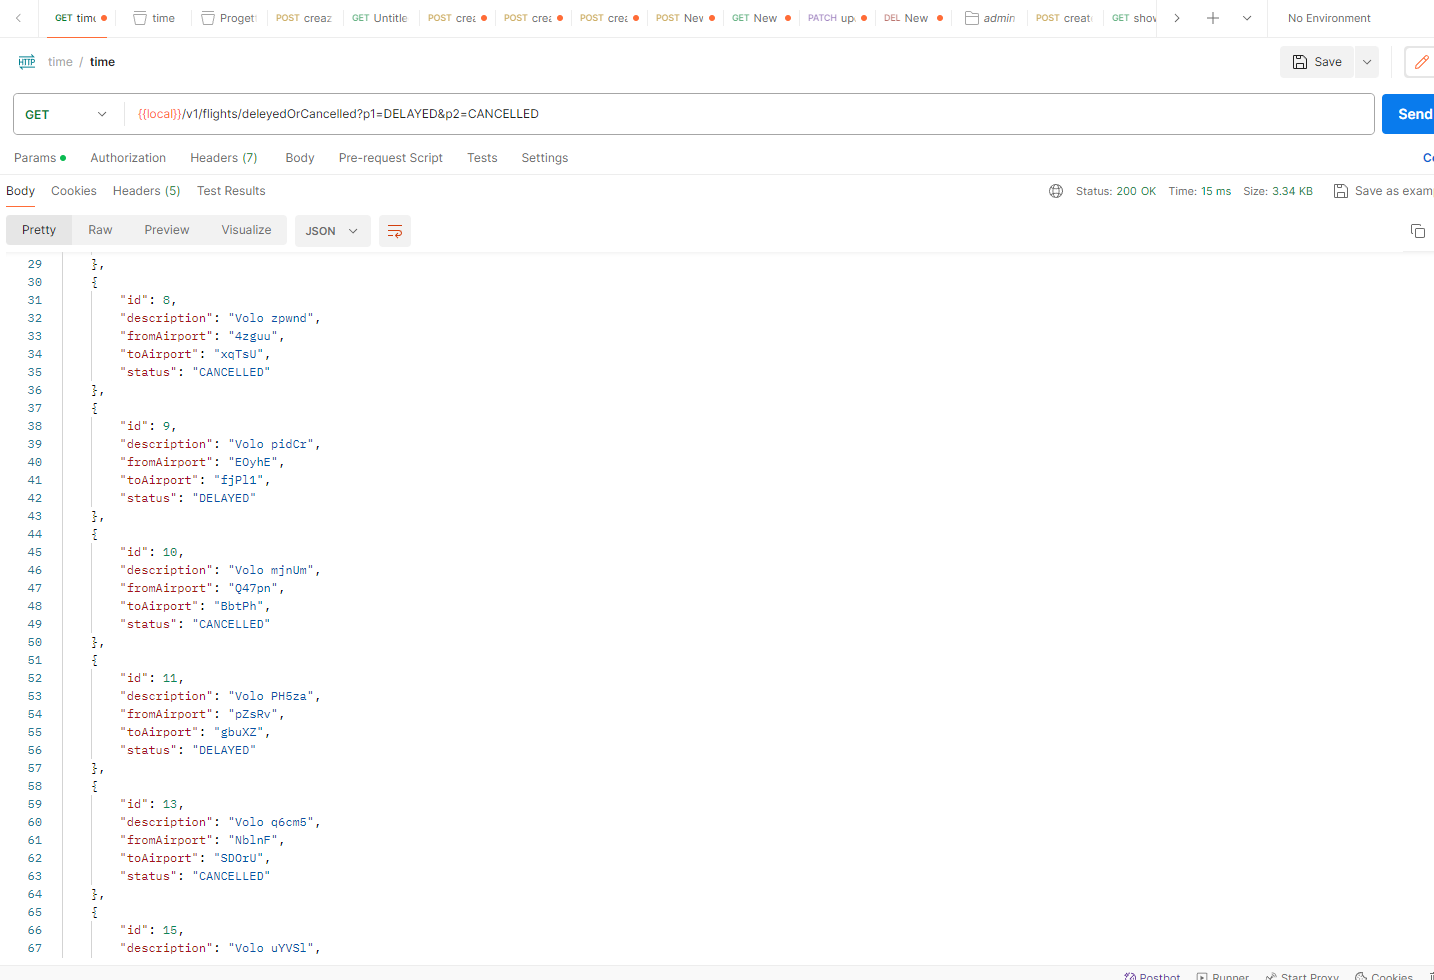 GET time
time
Proget
POST creaz
GET Untitle
POST crea
POST crea
POST crea
POST New
GET New
PATCH up
DEL New
admin
POST creat
GET show
No Environment
HTTP time / time
Save
GET {{local}}/v1/flights/deleyedOrCancelled?p1=DELAYED&p2=CANCELLED
Send
Params Authorization Headers (7) Body Pre-request Script Tests Settings
Body Cookies Headers (5) Test Results Status: 200 OK Time: 15 ms Size: 3.34 KB Save as exam
Pretty Raw Preview Visualize JSON
29 },
30 {
31 "id": 8,
32 "description": "Volo zpwnd",
33 "fromAirport": "4zguu",
34 "toAirport": "xqTsU",
35 "status": "CANCELLED"
36 },
37 {
38 "id": 9,
39 "description": "Volo pidCr",
40 "fromAirport": "EOyhE",
41 "toAirport": "fjPl1",
42 "status": "DELAYED"
43 },
44 {
45 "id": 10,
46 "description": "Volo mjnUm",
47 "fromAirport": "Q47pn",
48 "toAirport": "BbtPh",
49 "status": "CANCELLED"
50 },
51 {
52 "id": 11,
53 "description": "Volo PH5za",
54 "fromAirport": "pZsRv",
55 "toAirport": "gbuXZ",
56 "status": "DELAYED"
57 },
58 {
59 "id": 13,
60 "description": "Volo q6cm5",
61 "fromAirport": "NblnF",
62 "toAirport": "SDOrU",
63 "status": "CANCELLED"
64 },
65 {
66 "id": 15,
67 "description": "Volo uYVSl",
Postbot Runner Start Proxy Cookies